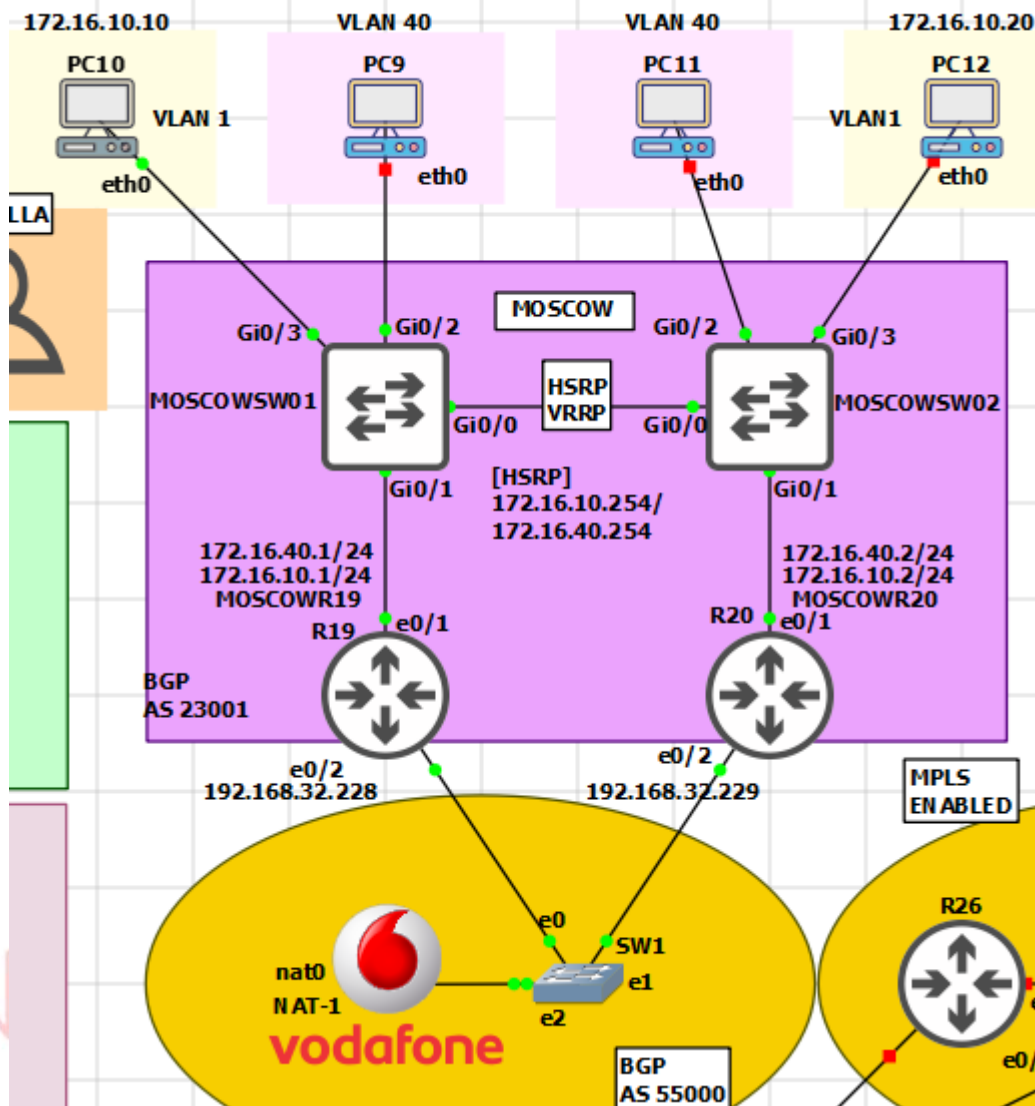 172.16.10.10
VLAN 40
VLAN 40
172.16.10.20
PC10
PC9
PC11
PC12
VLAN 1
VLAN1
eth0
eth0
eth0
eth0
LLA
MOSCOW
Gi0/3
Gi0/2
Gi0/2
Gi0/3
MOSCOWSW01
HSRP
VRRP
MOSCOWSW02
Gi0/0
Gi0/0
Gi0/1
[HSRP]
172.16.10.254/
172.16.40.254
Gi0/1
172.16.40.1/24
172.16.10.1/24
MOSCOWR19
172.16.40.2/24
172.16.10.2/24
MOSCOWR20
R19
e0/1
R20
e0/1
BGP
AS 23001
e0/2
192.168.32.228
e0/2
192.168.32.229
MPLS
ENABLED
R26
e0
SW1
nat0
NAT-1
e1
e2
vodafone
BGP
AS 55000
e0/